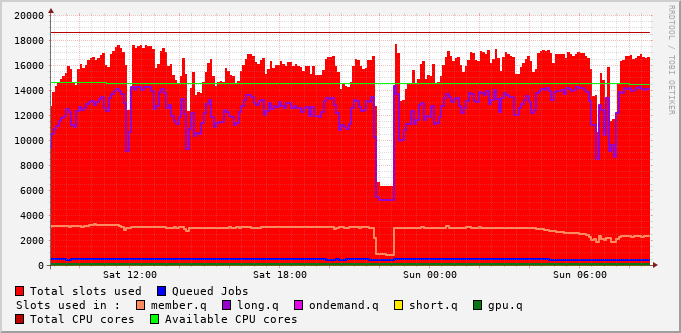 20000
18000
16000
14000
12000
10000
8000
6000
4000
2000
0
Sat 12:00 Sat 18:00 Sun 00:00 Sun 06:00
RRDTOOL / TOBI OETIKER
Total slots used Queued Jobs
Slots used in : member.q long.q ondemand.q short.q gpu.q
Total CPU cores Available CPU cores